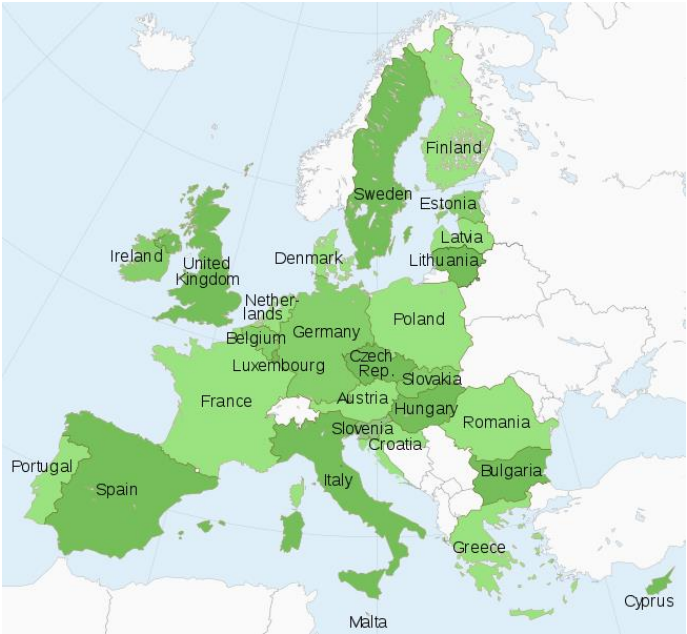 Finland
Sweden
Estonia
Latvia
Lithuania
Denmark
Ireland
United
Kingdom
Nether-
lands
Belgium
Luxembourg
Germany
Poland
Czech
Rep.
Slovakia
Austria
Hungary
Slovenia
Croatia
Romania
Bulgaria
France
Portugal
Spain
Italy
Greece
Malta
Cyprus